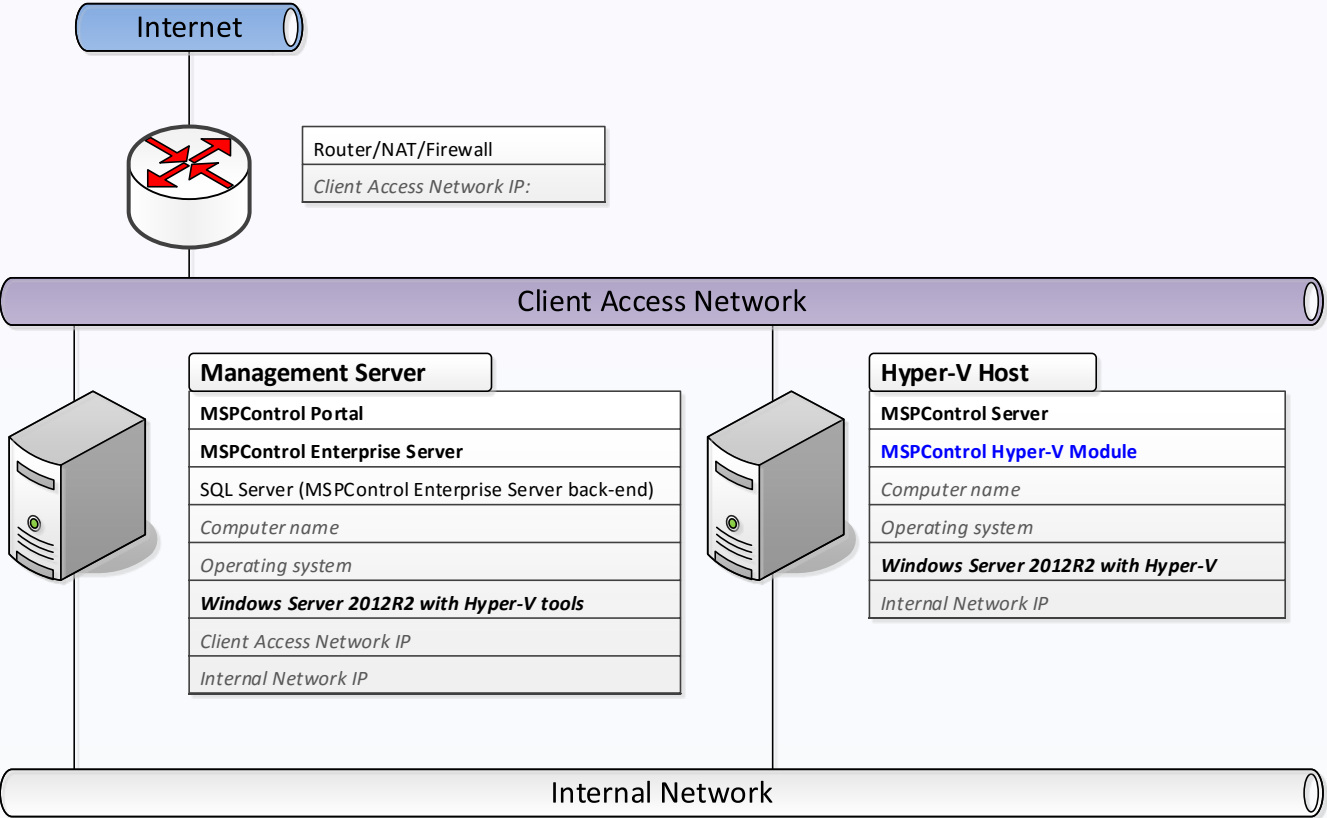 Internet
Router/NAT/Firewall
Client Access Network IP:
Client Access Network
Management Server
MSPControl Portal
MSPControl Enterprise Server
SQL Server (MSPControl Enterprise Server back-end)
Computer name
Operating system
Windows Server 2012R2 with Hyper-V tools
Client Access Network IP
Internal Network IP
Hyper-V Host
MSPControl Server
MSPControl Hyper-V Module
Computer name
Operating system
Windows Server 2012R2 with Hyper-V
Internal Network IP
Internal Network